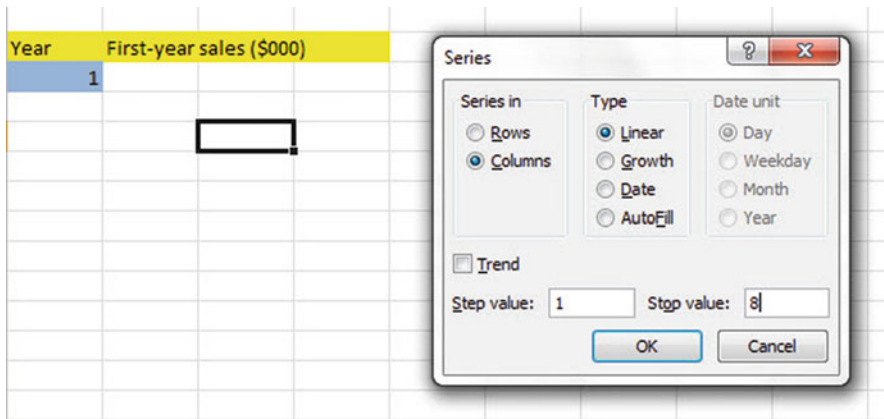 Year First-year sales ($000)
1
Series
Series in Type Date unit
Rows Linear Day
Columns Growth Weekday
Date Month
AutoFill Year
Trend
Step value: 1 Stop value: 8
OK Cancel